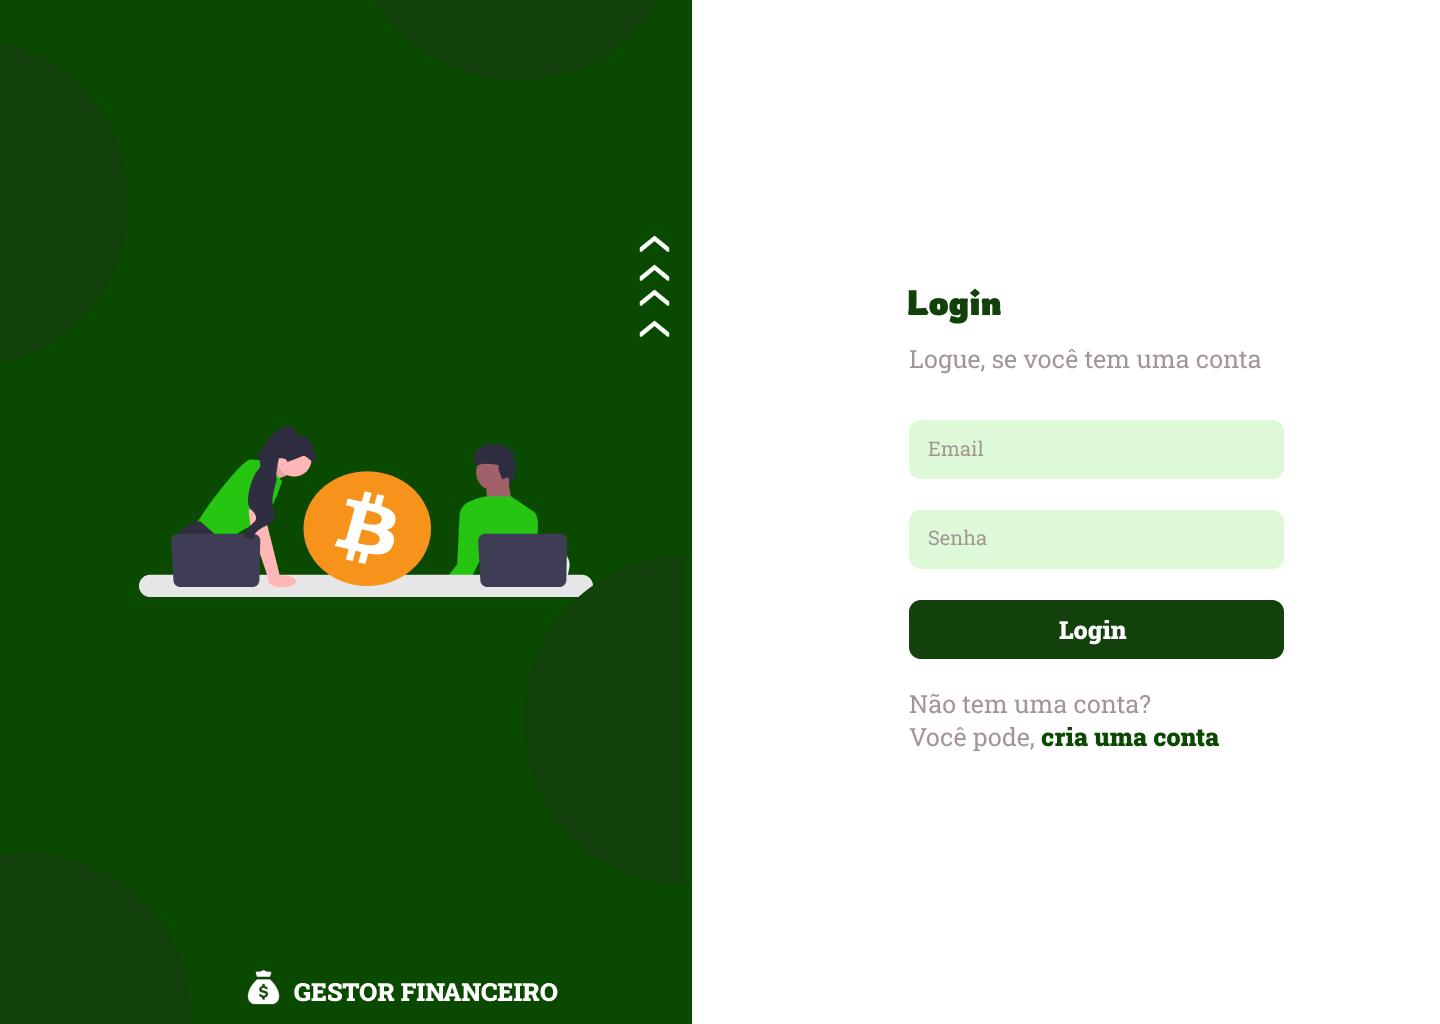 Login
Logue, se você tem uma conta
Email
Senha
Login
Não tem uma conta?
Você pode, cria uma conta
GESTOR FINANCEIRO